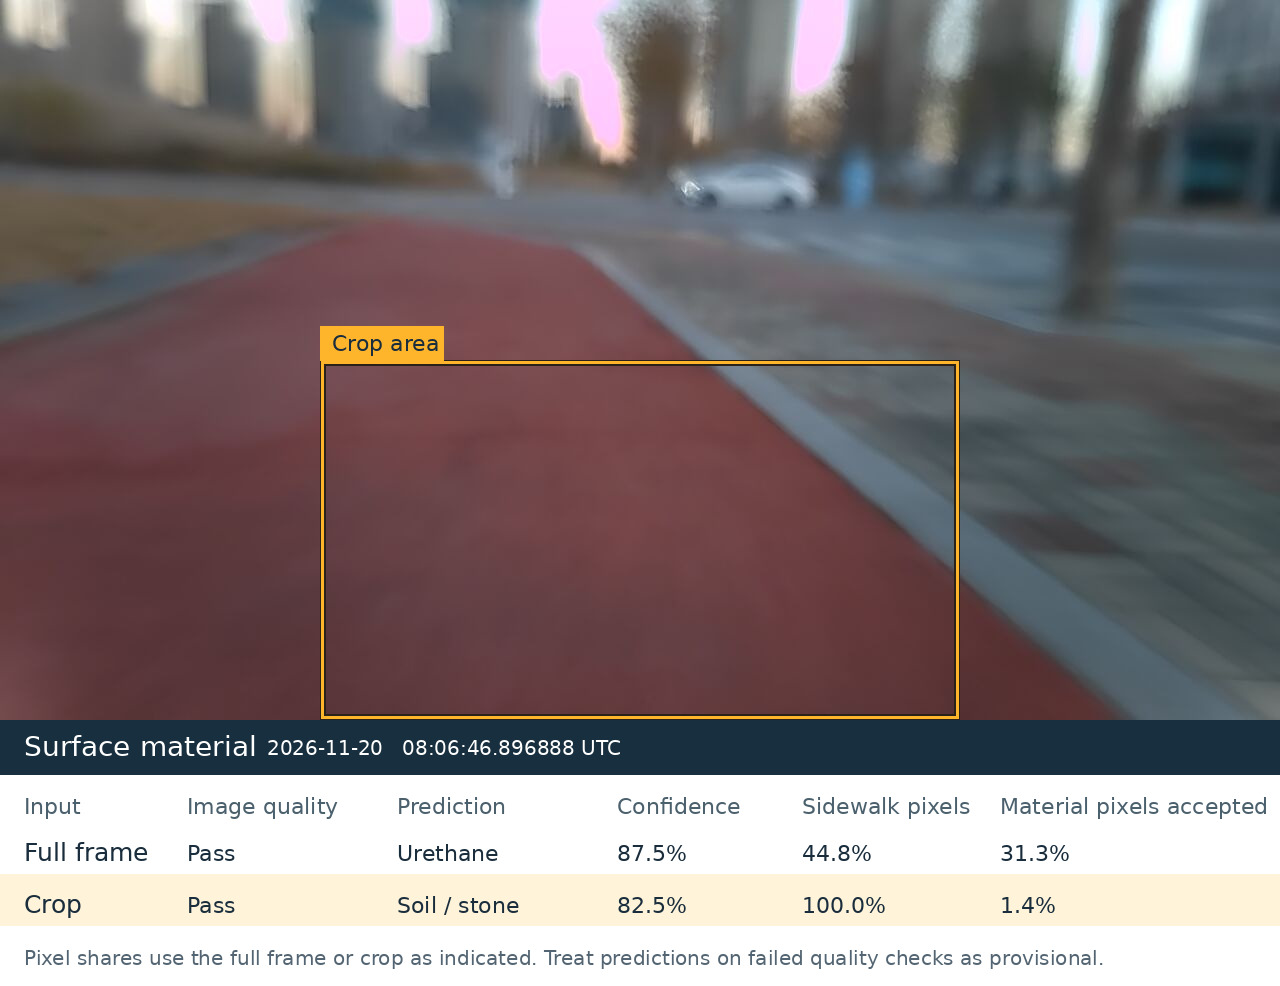 Crop area
Surface material 2026-11-20 08:06:46.896888 UTC
Input Image quality Prediction Confidence Sidewalk pixels Material pixels accepted
Full frame Pass Urethane 87.5% 44.8% 31.3%
Crop Pass Soil / stone 82.5% 100.0% 1.4%
Pixel shares use the full frame or crop as indicated. Treat predictions on failed quality checks as provisional.